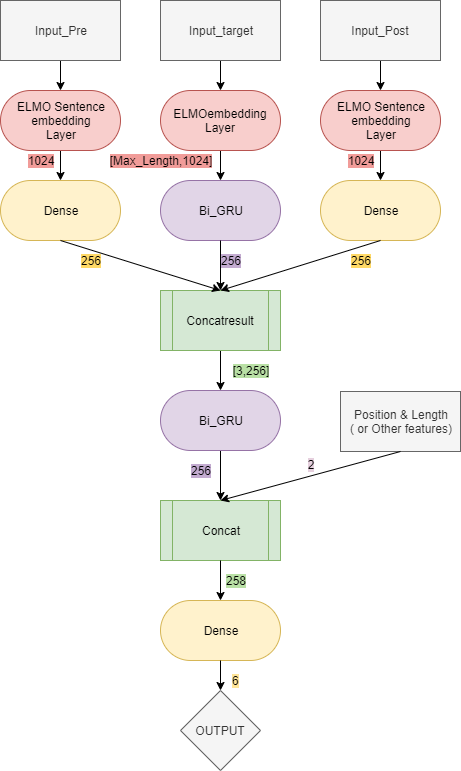 Input_Pre
Input_target
Input_Post
ELMO Sentence
embedding
Layer
ELMOembedding
Layer
ELMO Sentence
embedding
Layer
1024
[Max_Length,1024]
1024
Dense
Bi_GRU
Dense
256
256
256
Concatresult
[3,256]
Bi_GRU
Position & Length
( or Other features)
256
2
Concat
258
Dense
6
OUTPUT